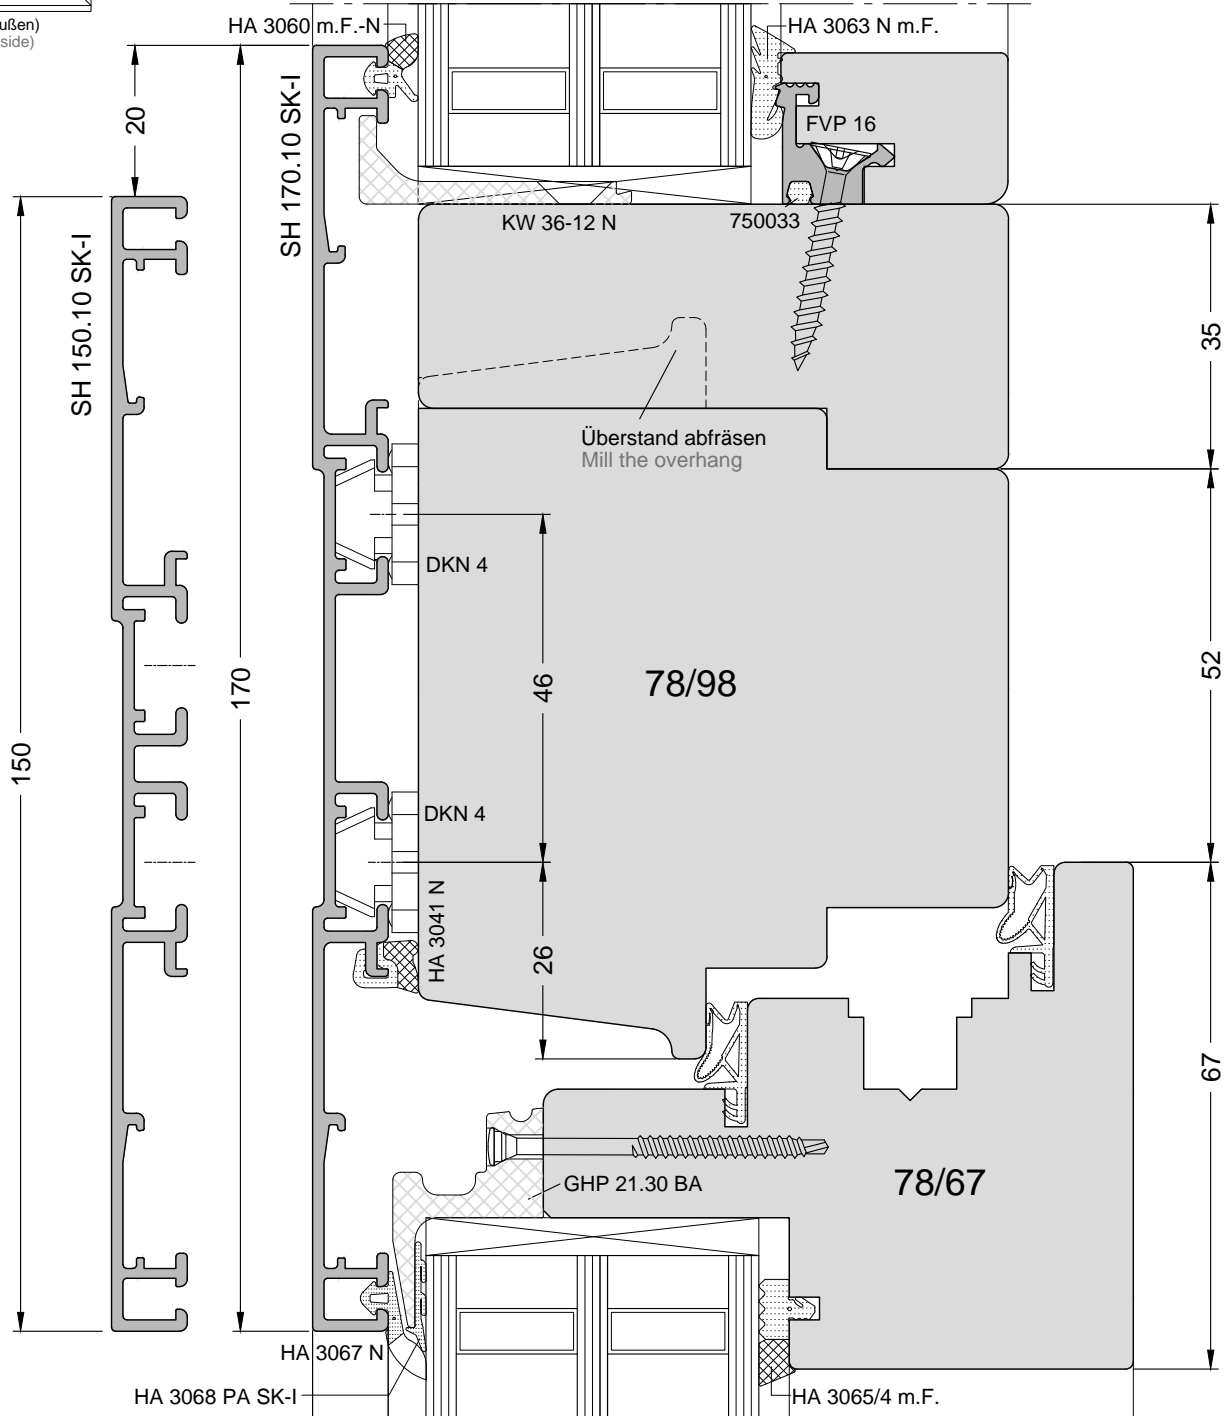 ußen)
side)
HA 3060 m.F.-N
HA 3063 N m.F.
20
SH 170.10 SK-I
FVP 16
SH 150.10 SK-I
KW 36-12 N
750033
35
Überstand abfräsen
Mill the overhang
DKN 4
46
78/98
52
170
150
DKN 4
HA 3041 N
26
67
GHP 21.30 BA
78/67
HA 3067 N
HA 3068 PA SK-I
HA 3065/4 m.F.